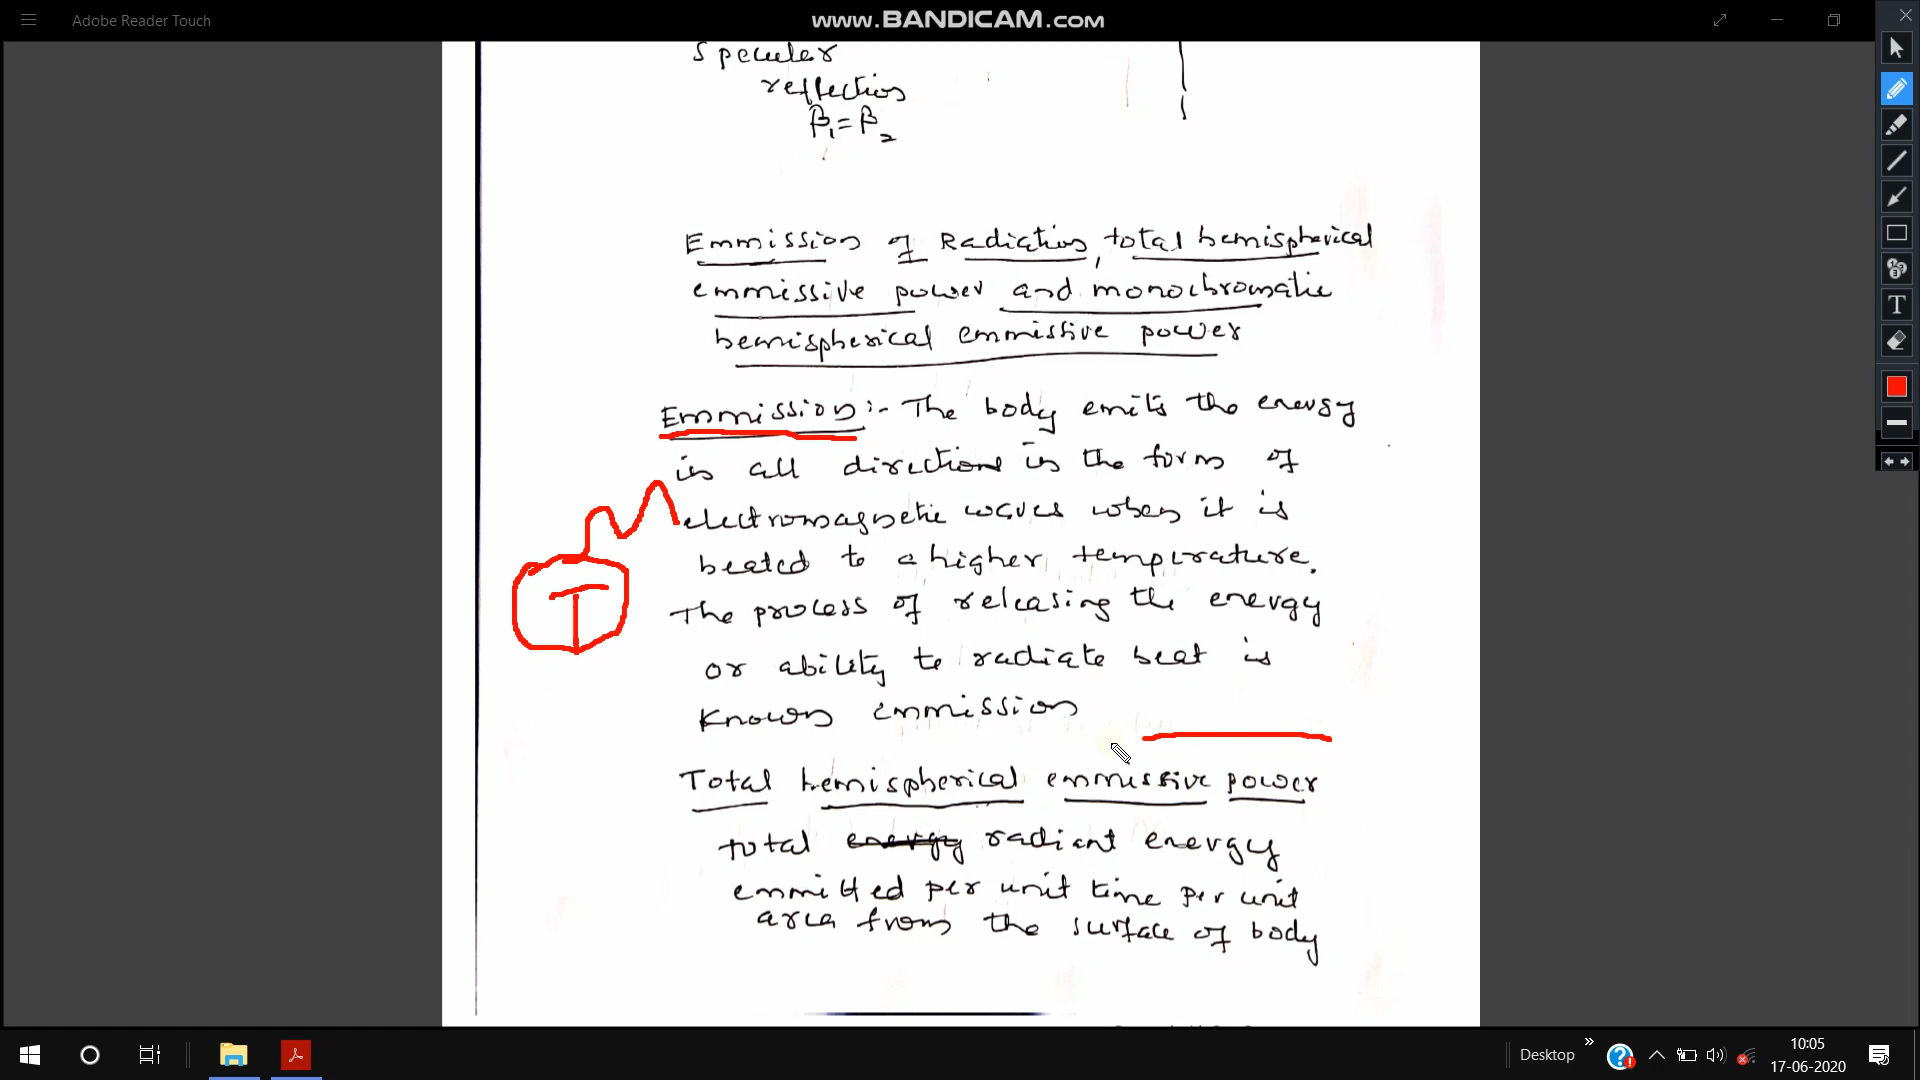 Adobe Reader Touch
www.BANDICAM.com
Speculer
reflection
β₁=β₂
Emmission of Radiation, total hemispherical
emmissive power and monochromatic
hemispherical emmissive power
Emmission:- The body emits the energy
in all directions in the form of
electromagnetic waves when it is
heated to a higher temperature.
T
The process of releasing the energy
or ability to radiate heat is
known emmission
Total hemispherical emmissive power
total energy radiant energy
emmitted per unit time per unit
area from the surface of body
T
Desktop
10:05
17-06-2020